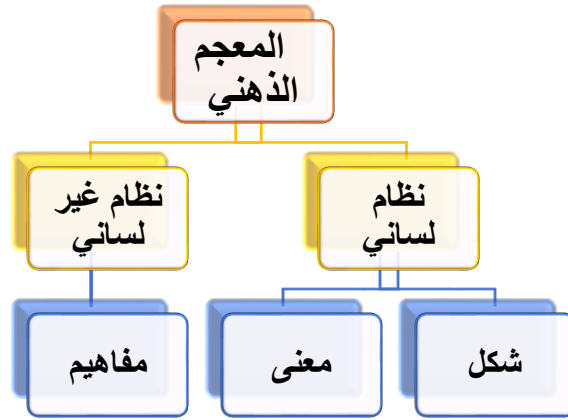 المعجم
الذهني
نظام
لساني
نظام غير
لساني
شكل
معنى
مفاهيم